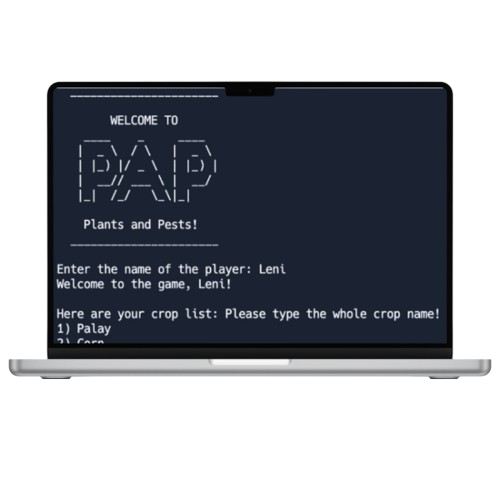 WELCOME TO
PAP
Plants and Pests!
Enter the name of the player: Leni
Welcome to the game, Leni!
Here are your crop list: Please type the whole crop name!
1) Palay
2) Corn